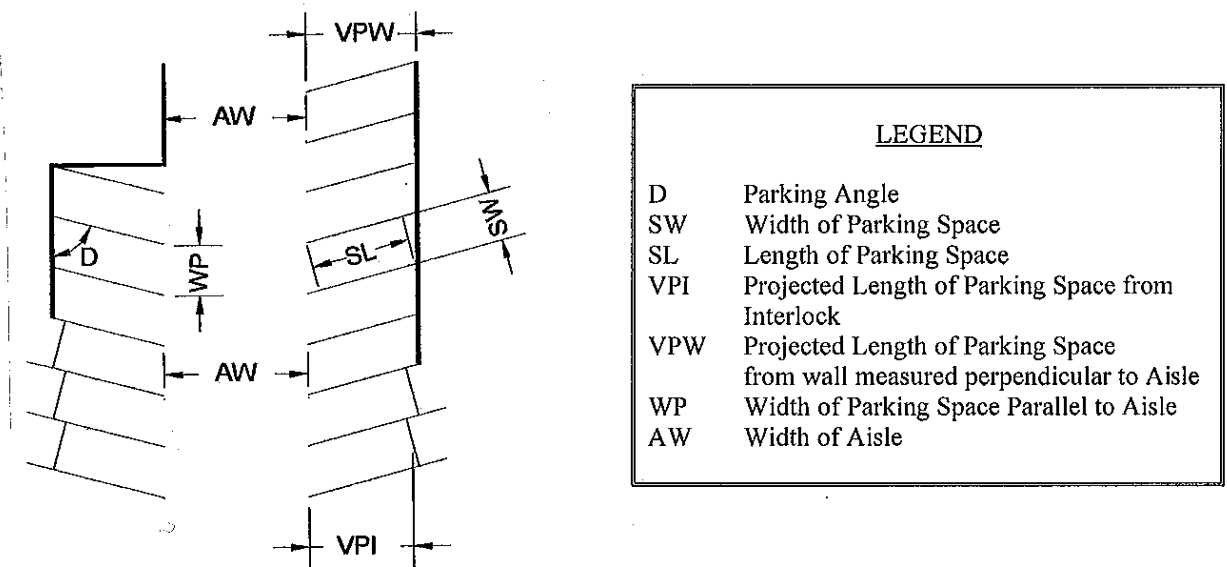 VPW
AW
D
WP
SL
SW
AW
VPI
LEGEND
D Parking Angle
SW Width of Parking Space
SL Length of Parking Space
VPI Projected Length of Parking Space from
Interlock
VPW Projected Length of Parking Space
from wall measured perpendicular to Aisle
WP Width of Parking Space Parallel to Aisle
AW Width of Aisle